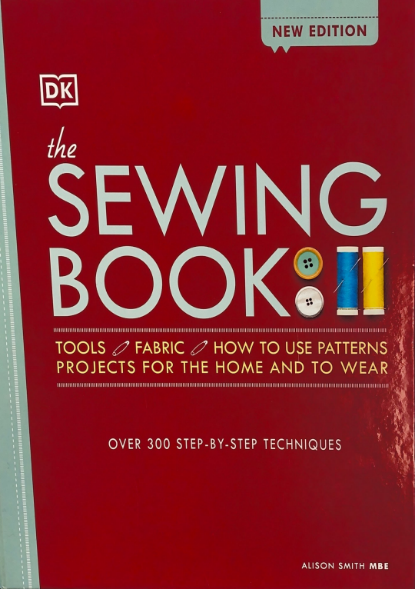 NEW EDITION
DK
the
SEWING
BOOK
TOOLS FABRIC HOW TO USE PATTERNS
PROJECTS FOR THE HOME AND TO WEAR
OVER 300 STEP-BY-STEP TECHNIQUES
ALISON SMITH MBE